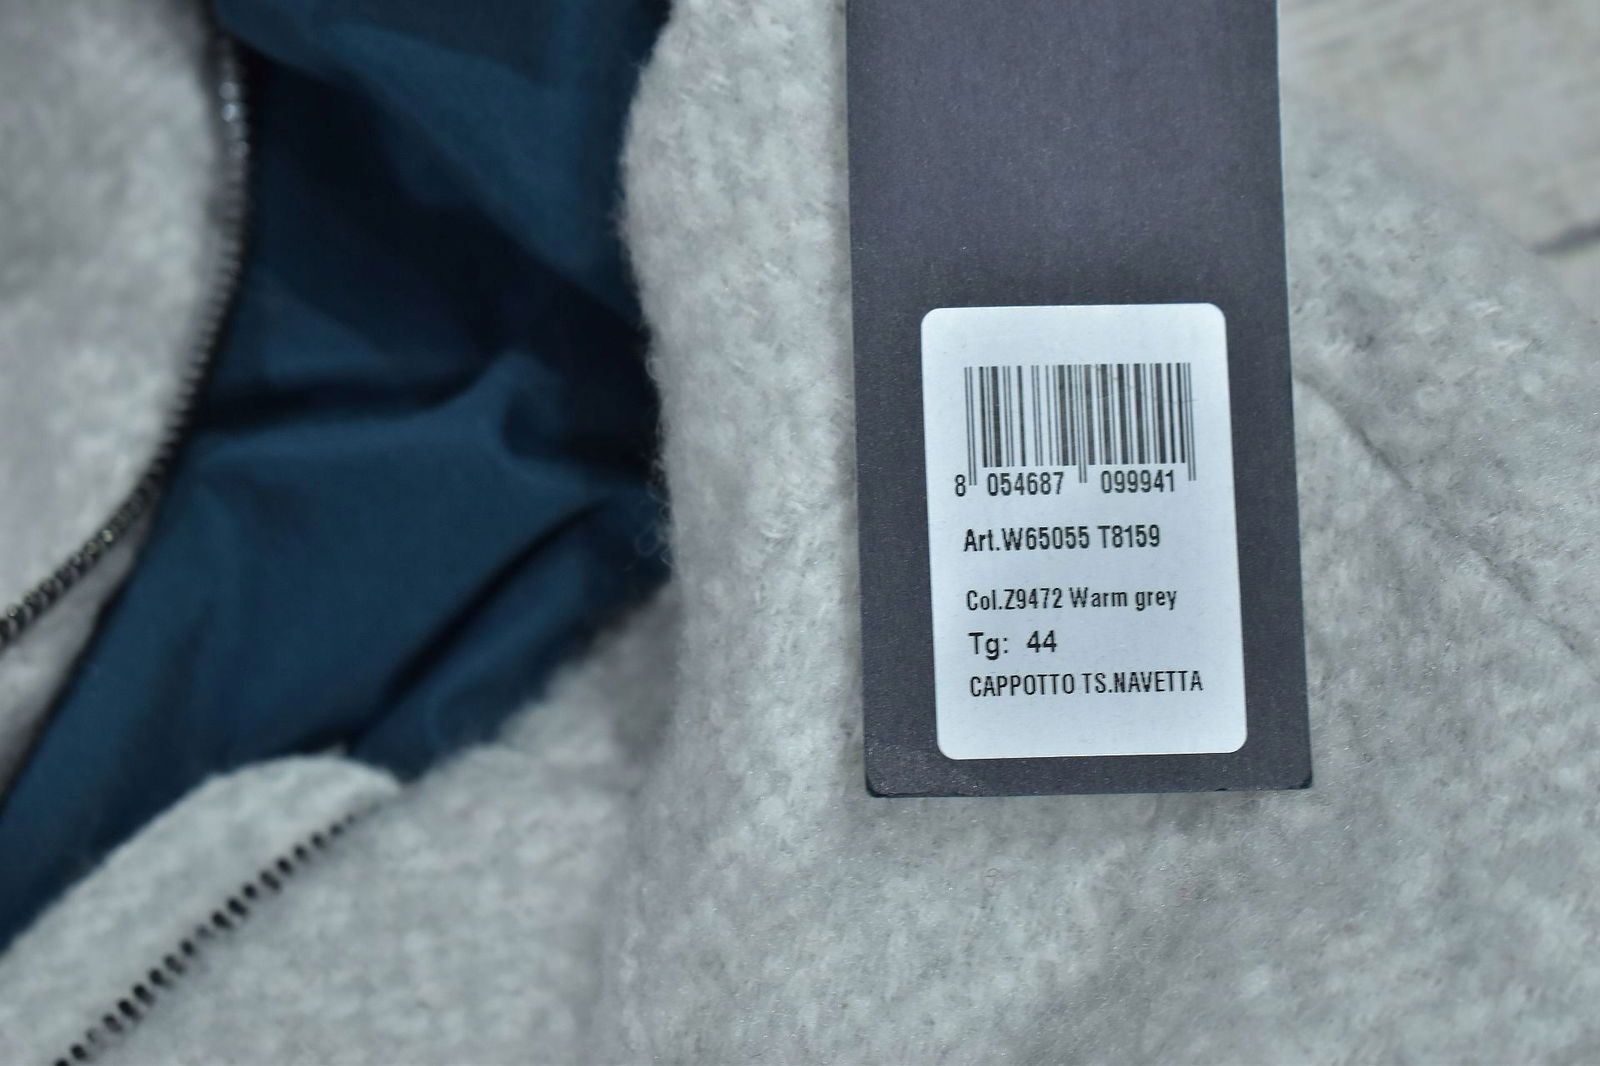 8 054687 099941
Art.W65055 T8159
Col.Z9472 Warm grey
Tg: 44
CAPPOTTO TS.NAVETTA